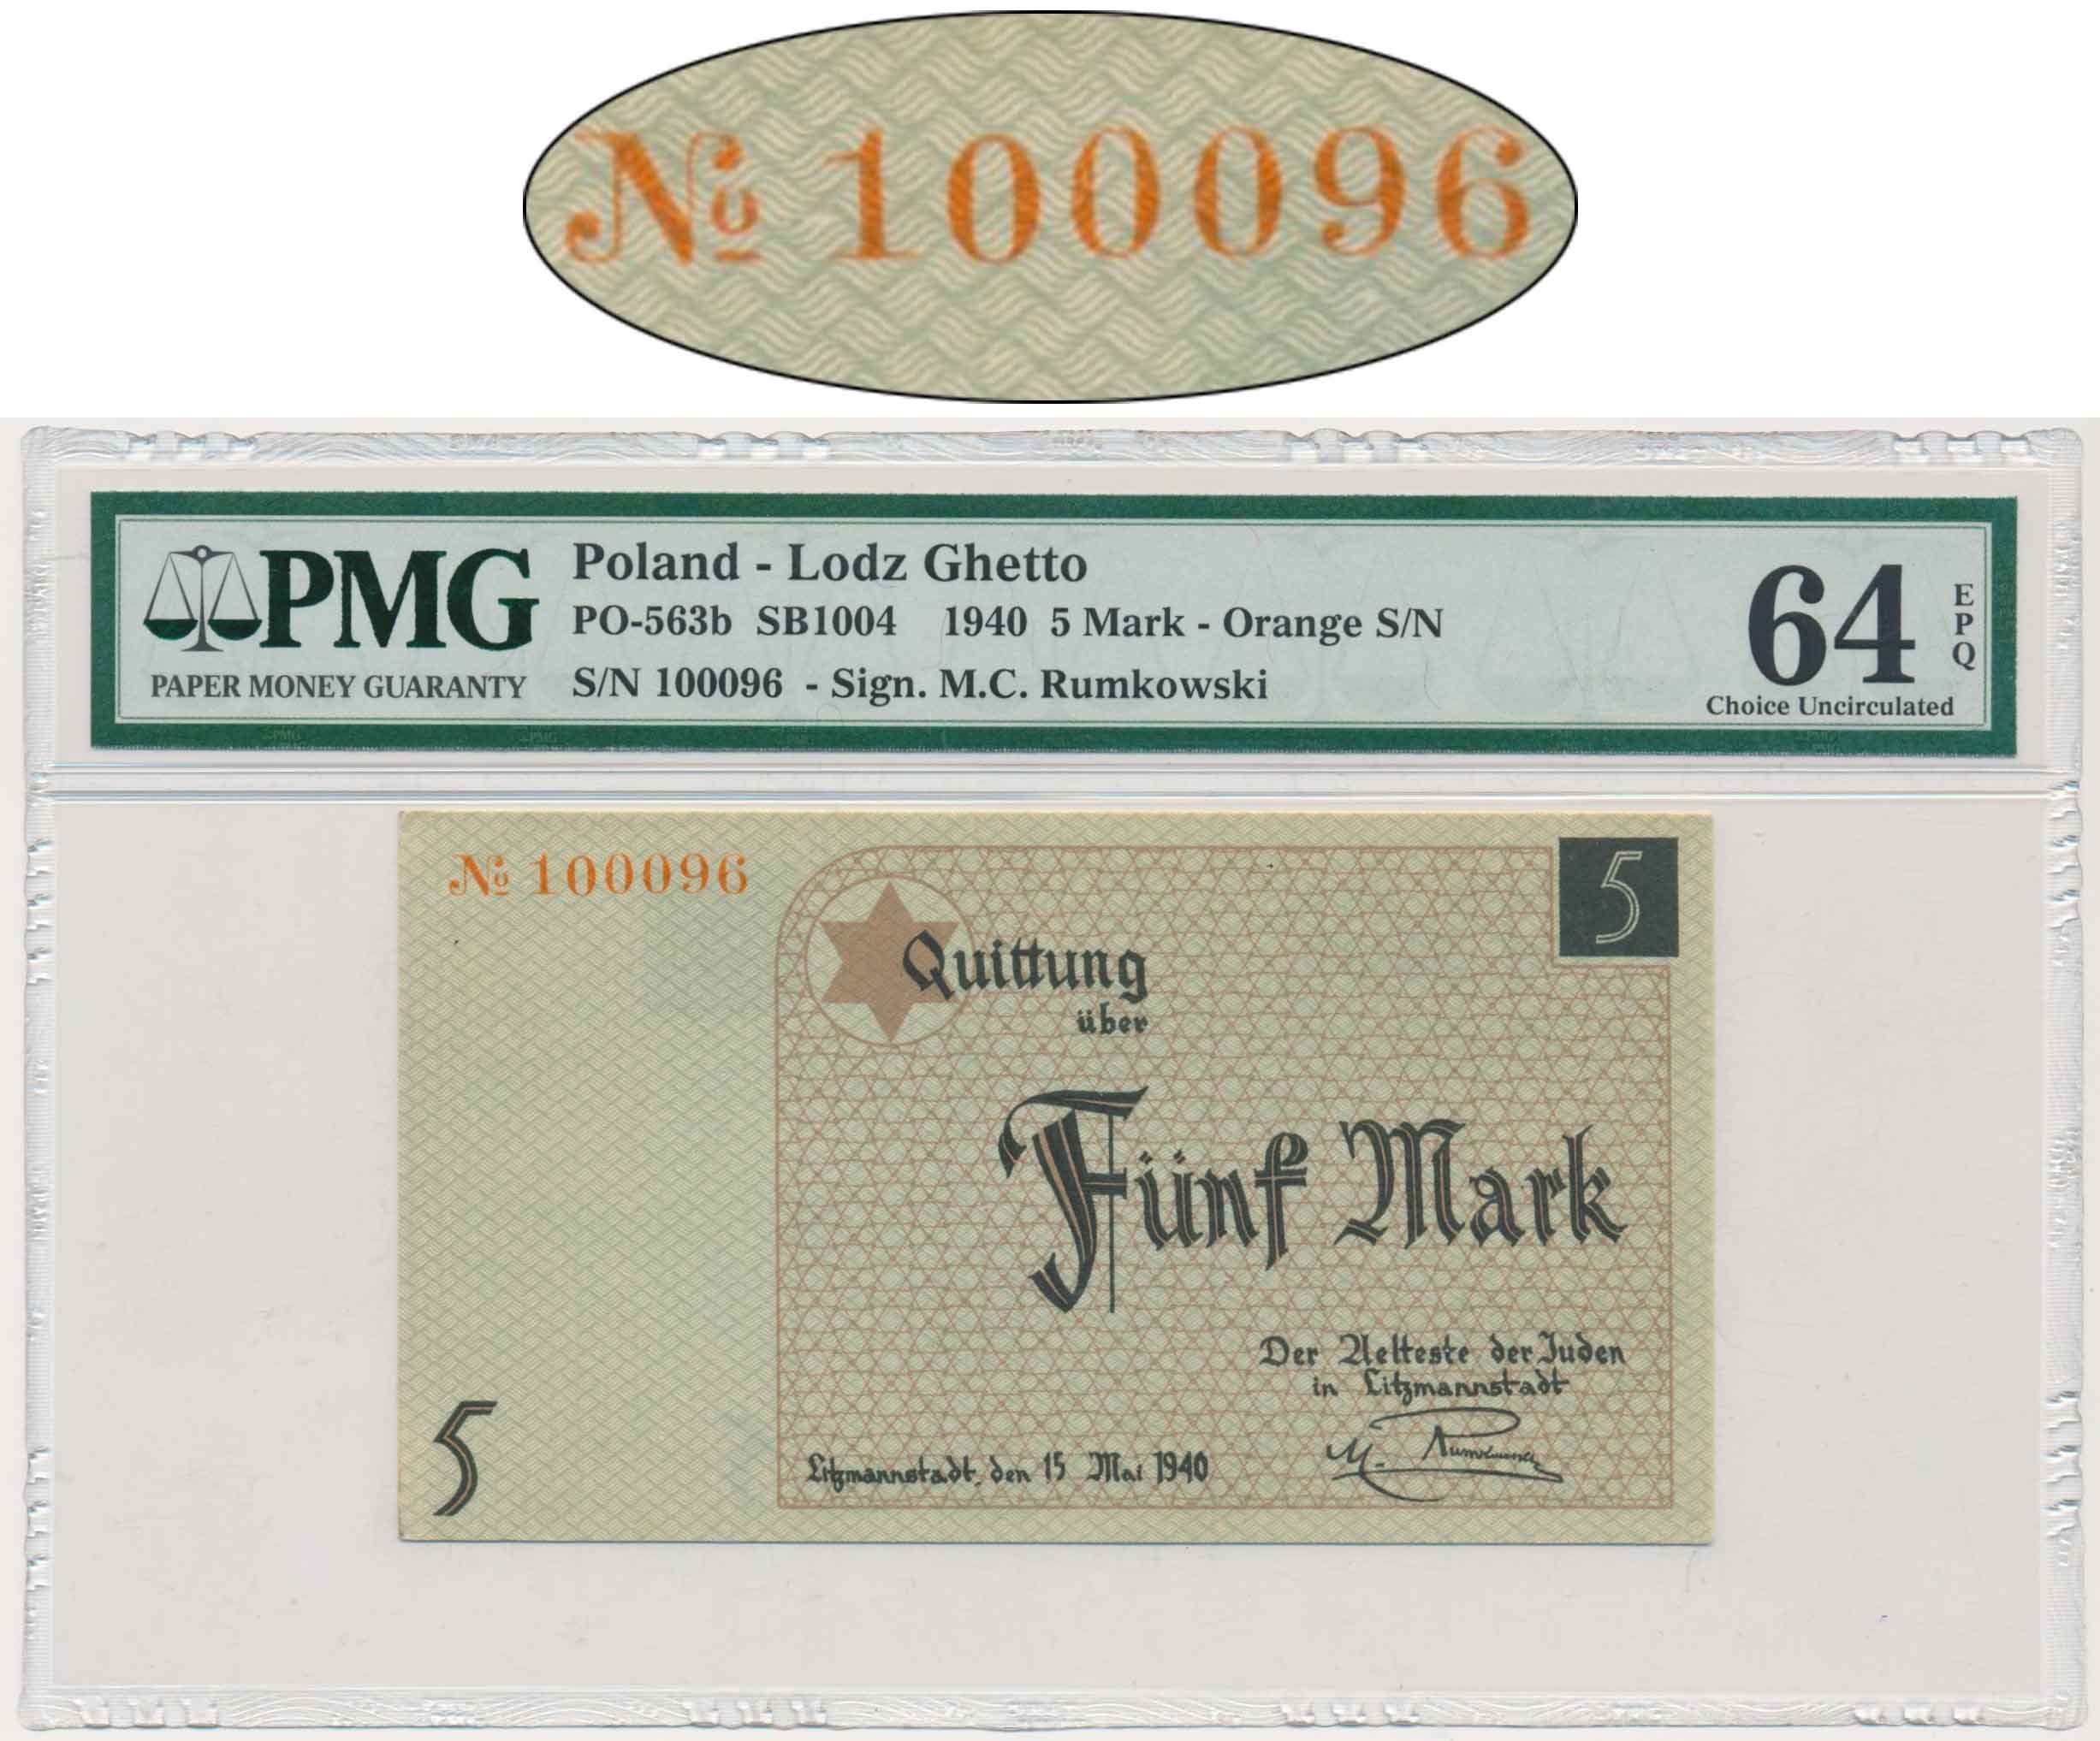 № 100096
PMG
PAPER MONEY GUARANTY
Poland - Lodz Ghetto
PO-563b SB1004 1940 5 Mark - Orange S/N
S/N 100096 - Sign. M.C. Rumkowski
64
EPQ
Choice Uncirculated
№ 100096
5
Quittung
über
Fünf Mark
Der Aelteste der Juden
in Litzmannstadt
M. Rumkowski
Litzmannstadt, den 15 Mai 1940
5